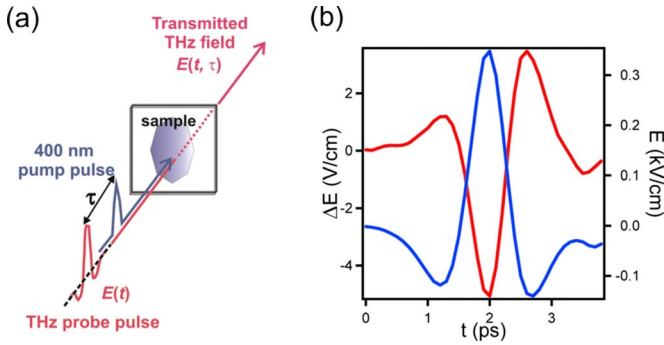 (a)
Transmitted
THz field
E(t, τ)
sample
400 nm
pump pulse
τ
E(t)
THz probe pulse
(b)
ΔE (V/cm)
2
0
-2
-4
0.3
0.2
0.1
0.0
-0.1
E (kV/cm)
0
1
2
3
t (ps)